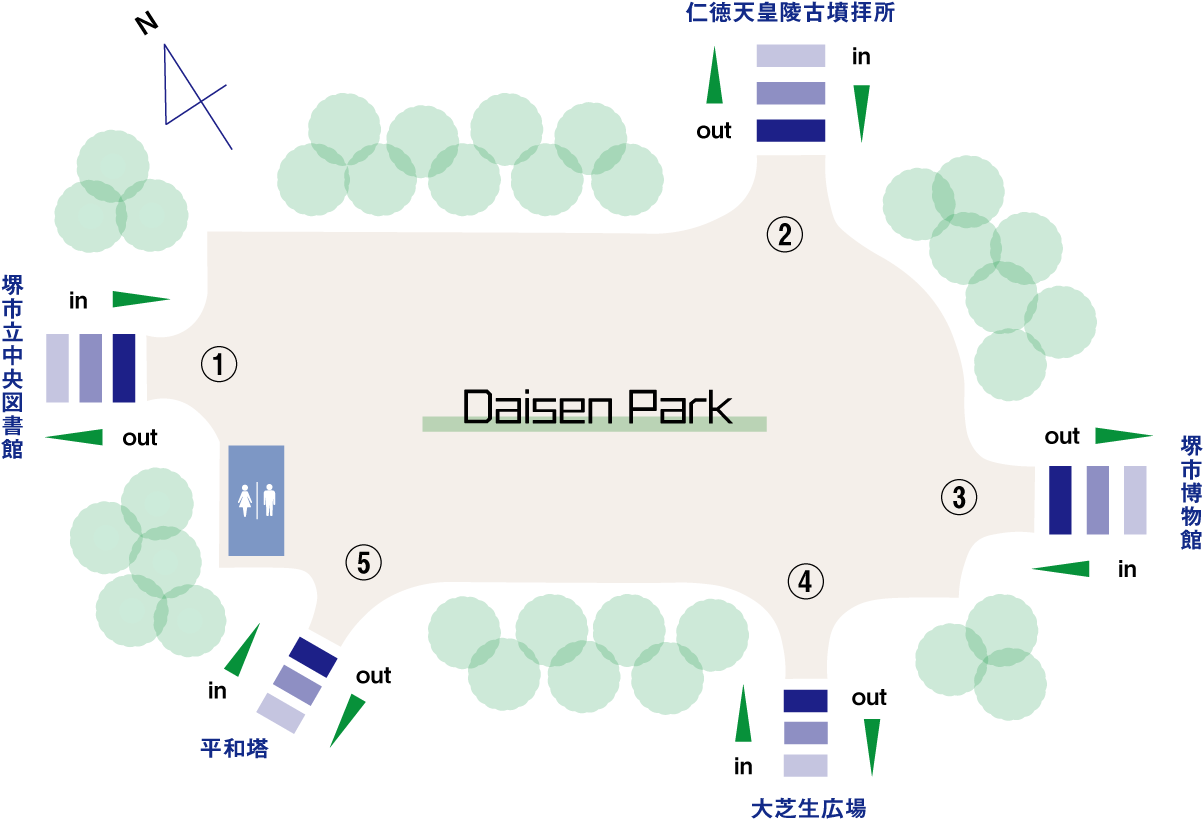 N
仁徳天皇陵古墳拝所
in
out
②
in
堺市立中央図書館
①
out
Daisen Park
out
堺市博物館
③
in
⑤
④
in
out
平和塔
out
in
大芝生広場